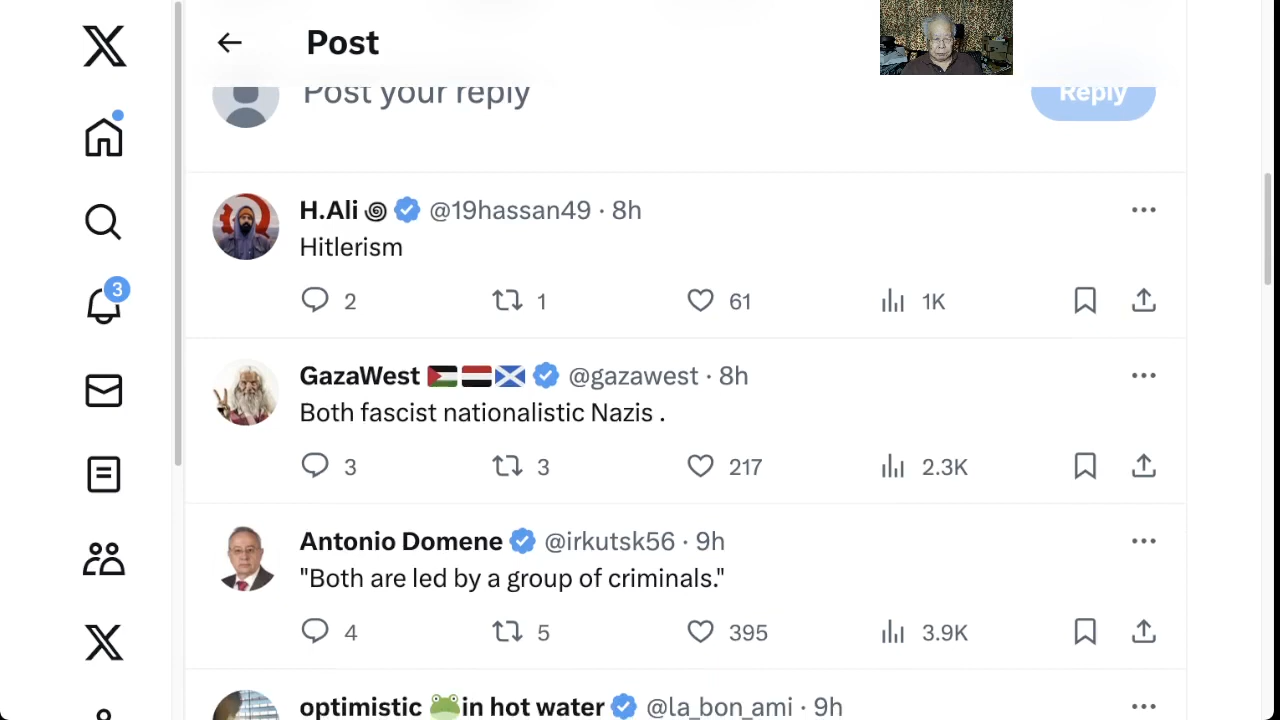 Post
Post your reply
Reply
H.Ali @19hassan49 · 8h
Hitlerism
2 1 61 1K
3
GazaWest @gazawest · 8h
Both fascist nationalistic Nazis .
3 3 217 2.3K
Antonio Domene @irkutsk56 · 9h
"Both are led by a group of criminals."
4 5 395 3.9K
optimistic 🐸in hot water @la_bon_ami · 9h